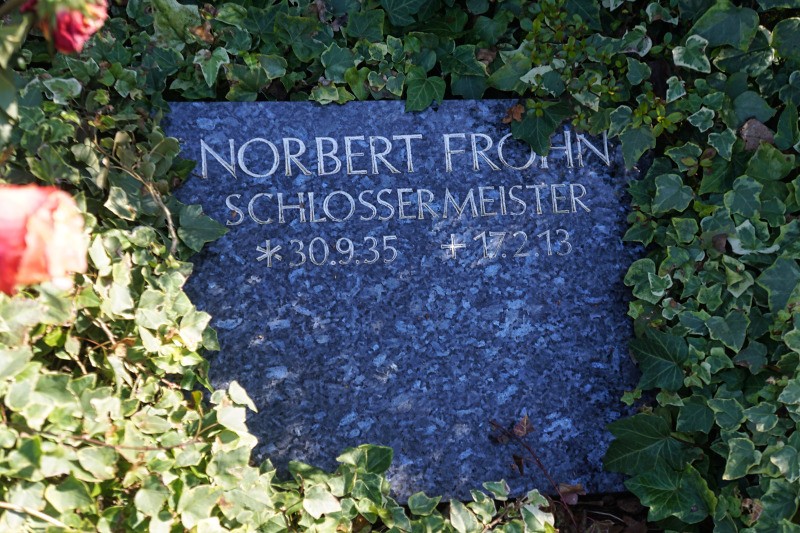 NORBERT FROHN
SCHLOSSERMEISTER
*30.9.35 +17.2.13